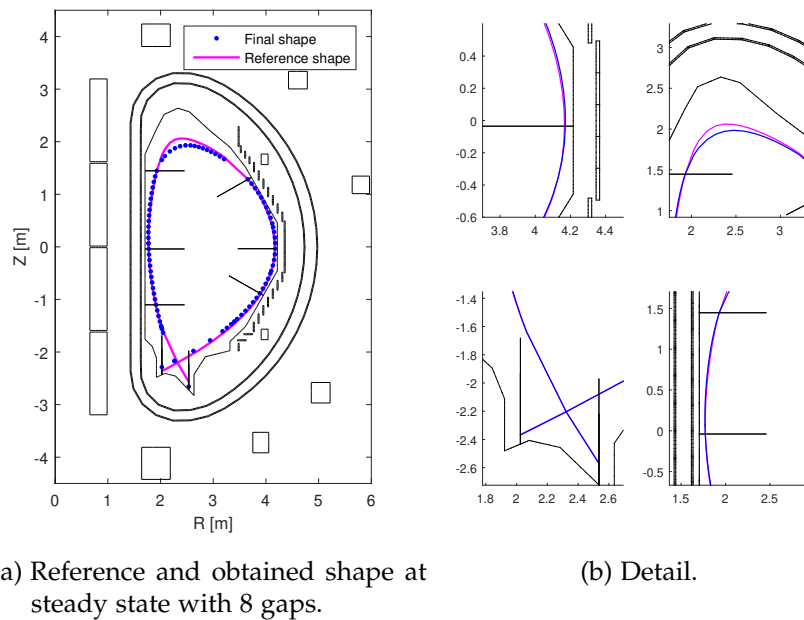 Final shape
Reference shape
4
3
2
1
0
-1
-2
-3
-4
Z [m]
0 1 2 3 4 5 6
R [m]
0.6
0.4
0.2
0
-0.2
-0.4
-0.6
3.8 4 4.2 4.4
3
2.5
2
1.5
1
2 2.5 3
-1.4
-1.6
-1.8
-2
-2.2
-2.4
-2.6
1.8 2 2.2 2.4 2.6
1.5
1
0.5
0
-0.5
1.5 2 2.5
a) Reference and obtained shape at
steady state with 8 gaps.
(b) Detail.